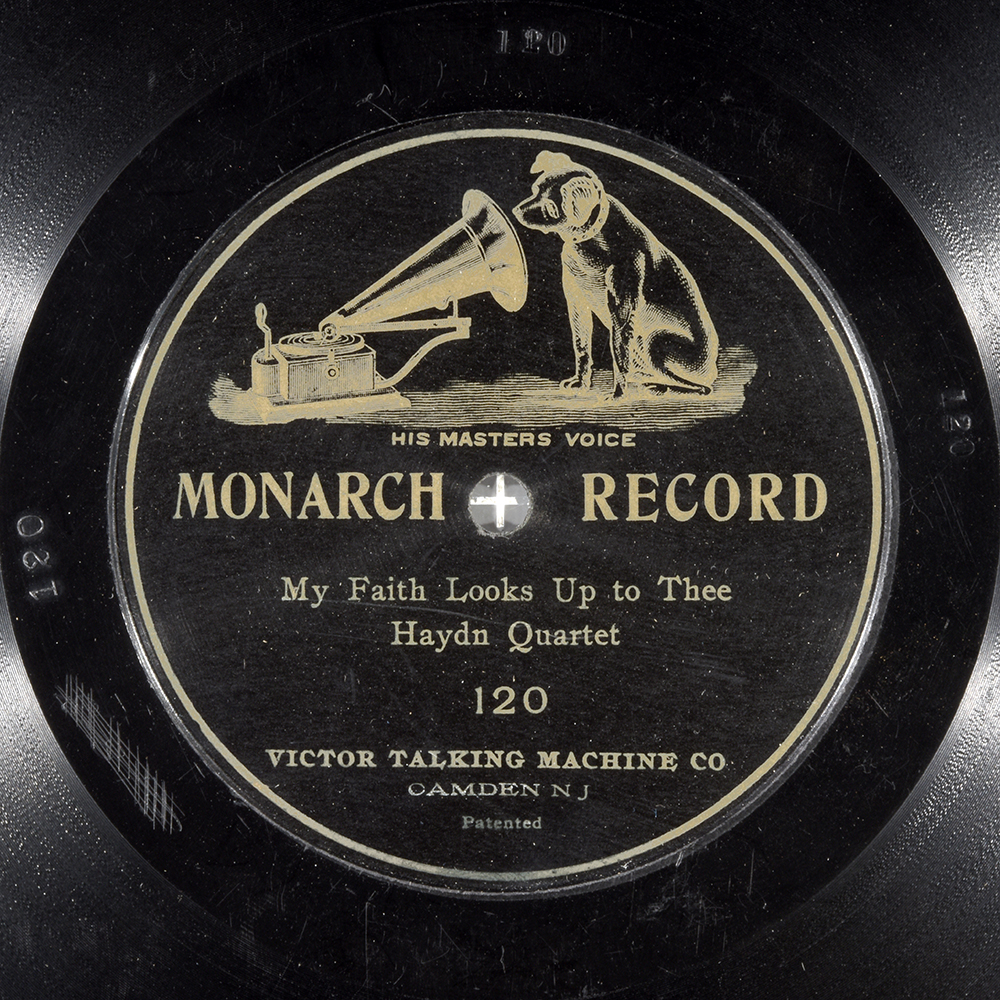 120
HIS MASTERS VOICE
MONARCH RECORD
120
120
My Faith Looks Up to Thee
Haydn Quartet
120
VICTOR TALKING MACHINE CO
CAMDEN N J
Patented